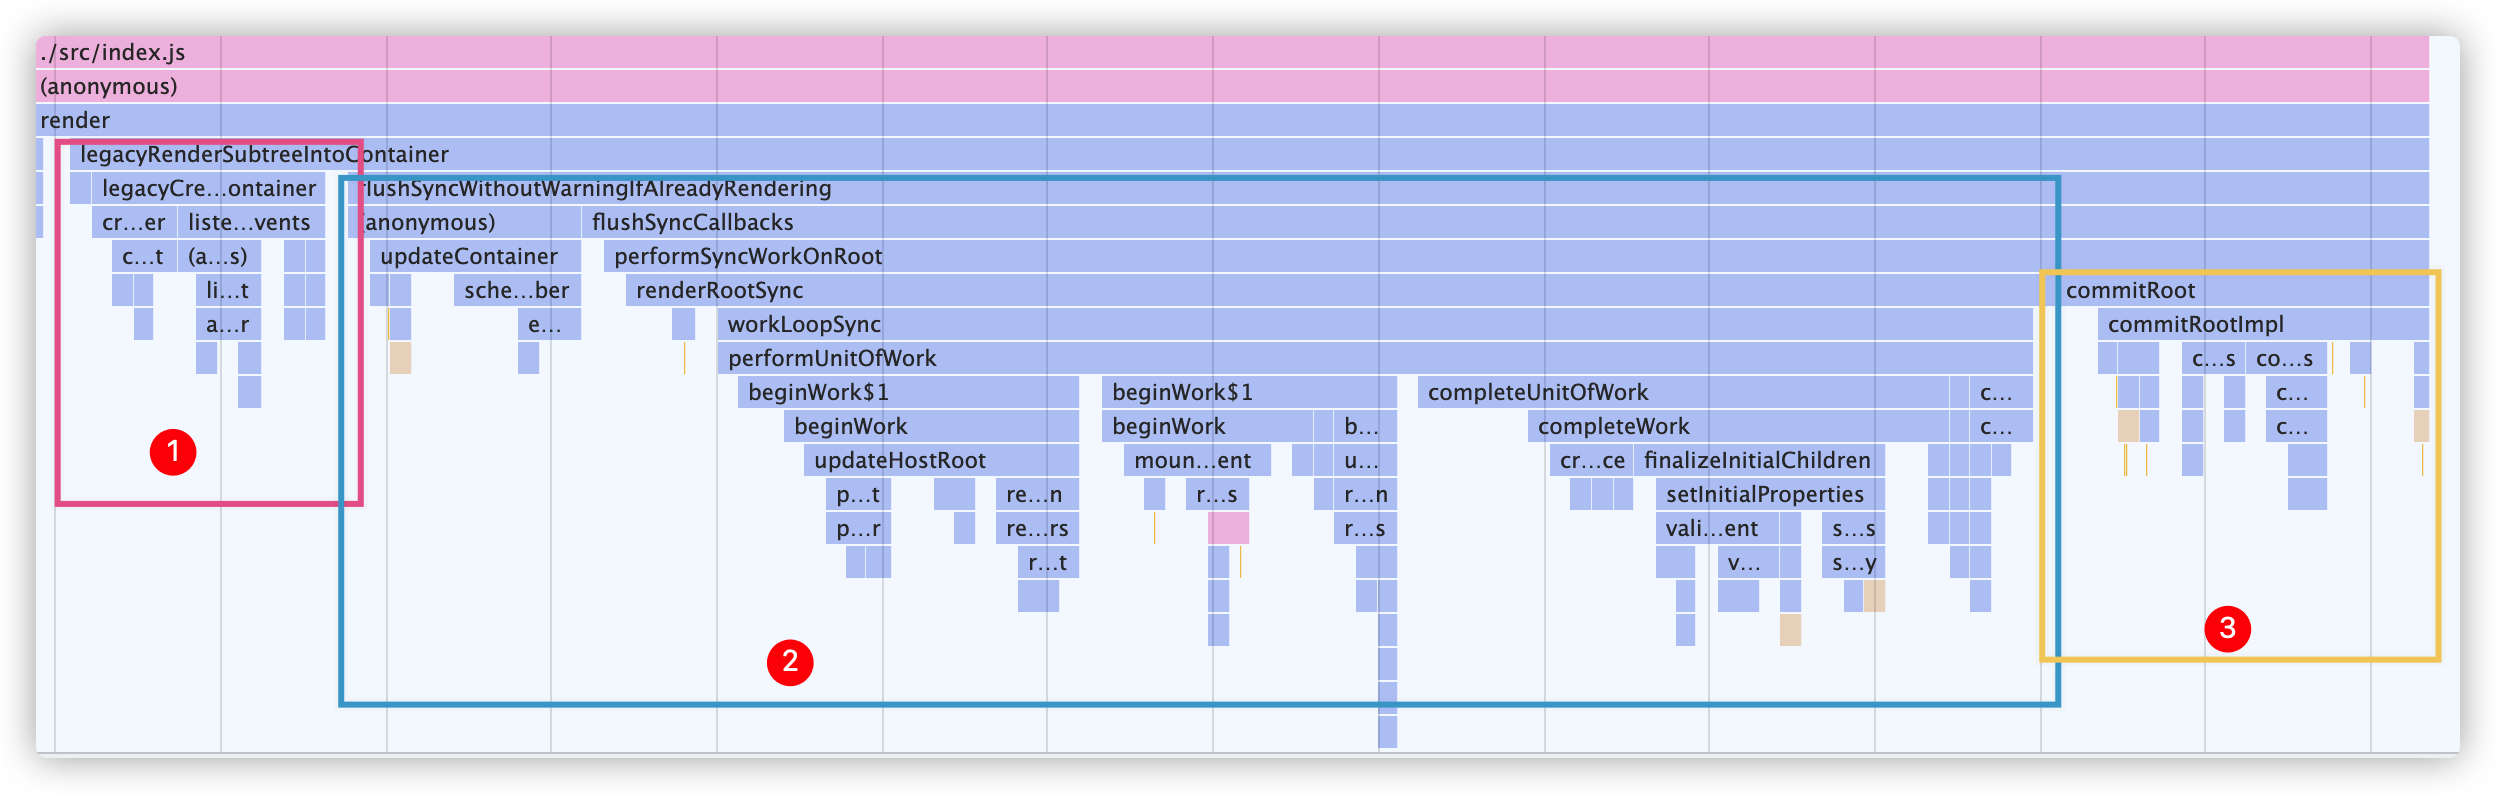 ./src/index.js
(anonymous)
render
legacyRenderSubtreeIntoContainer
legacyCre...ontainer flushSyncWithoutWarningIfAlreadyRendering
cr...er liste...vents (anonymous) flushSyncCallbacks
c...t (a...s) updateContainer performSyncWorkOnRoot
li...t sche...ber renderRootSync commitRoot
a...r e... workLoopSync commitRootImpl
performUnitOfWork c...s co...s
beginWork$1 beginWork$1 completeUnitOfWork c... c...
beginWork beginWork b... completeWork c... c...
1
updateHostRoot moun...ent u... cr...ce finalizeInitialChildren
p...t re...n r...s r...n setInitialProperties
p...r re...rs r...s vali...ent s...s
r...t v... s...y
3
2